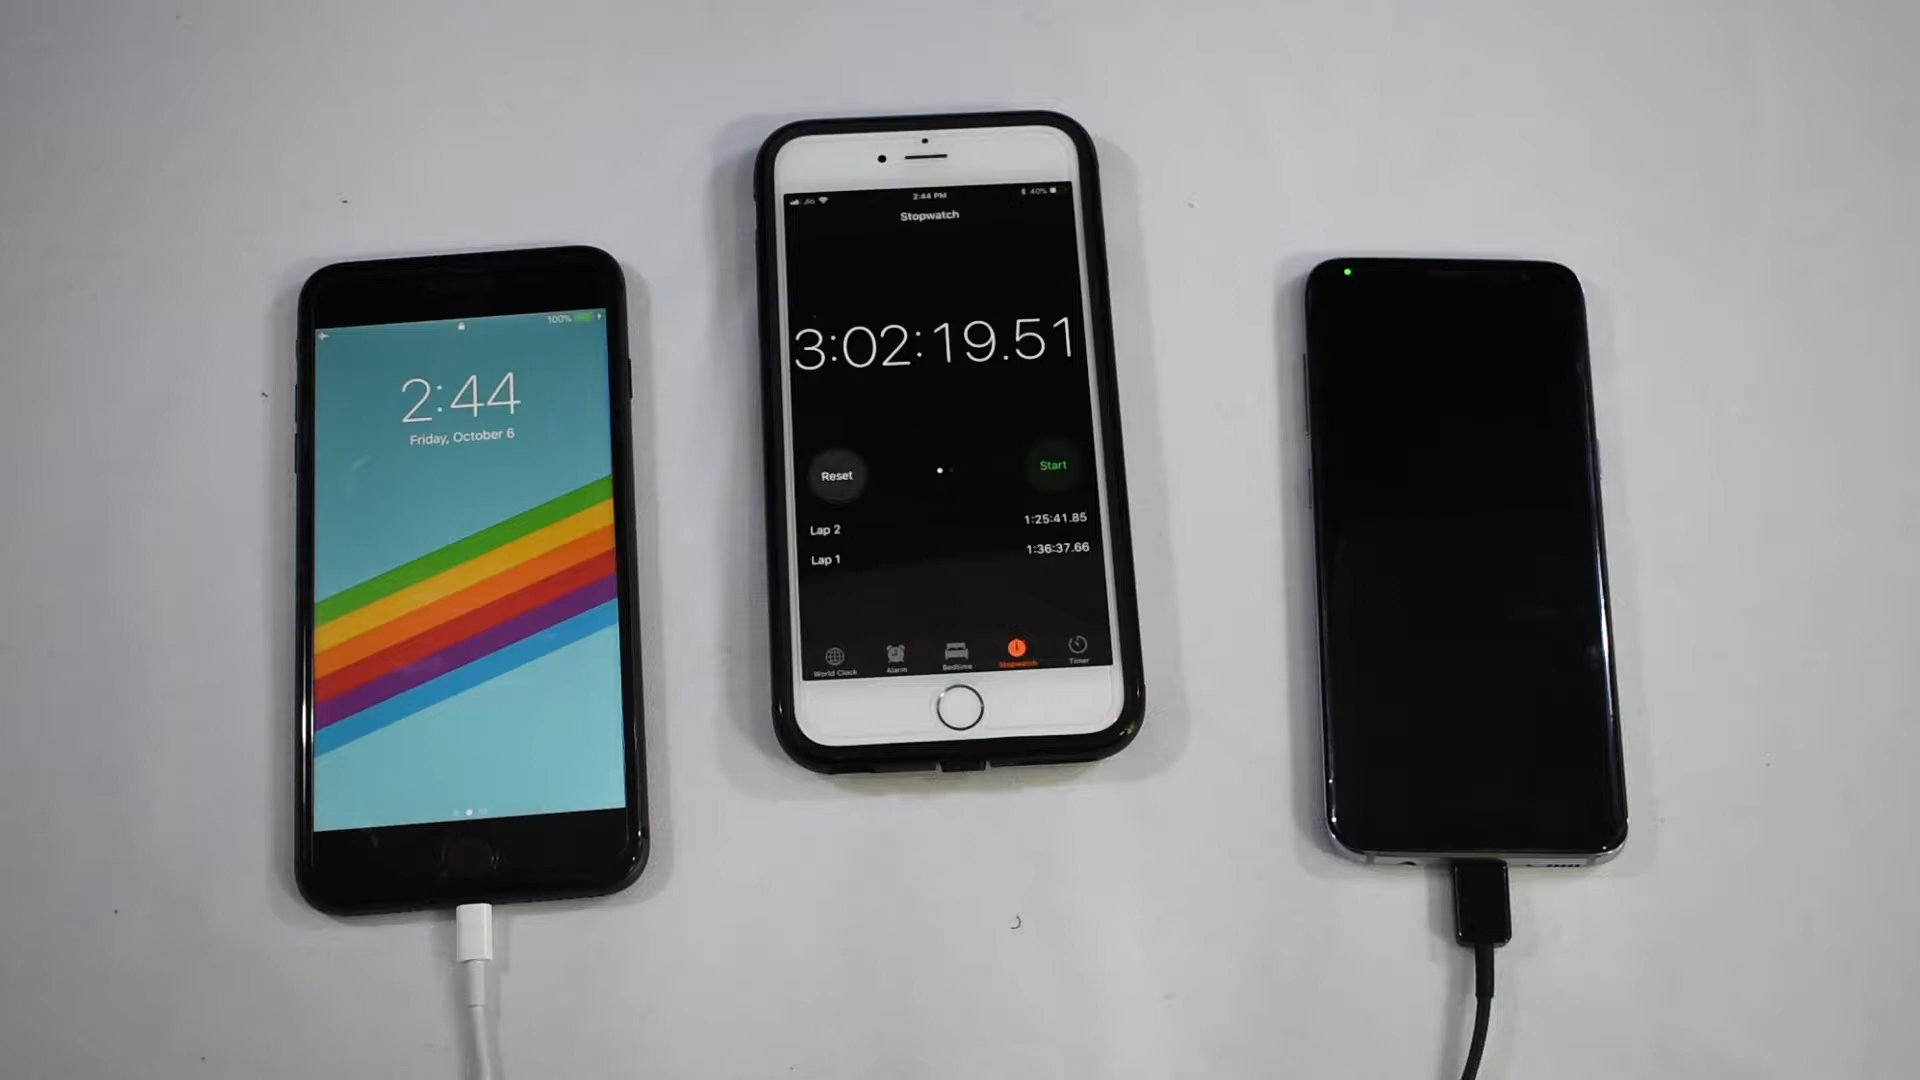 100%
2:44
Friday, October 6
Jio 2:44 PM 40%
Stopwatch
3:02:19.51
Reset Start
Lap 2 1:25:41.85
Lap 1 1:36:37.66
World Clock Alarm Bedtime Stopwatch Timer